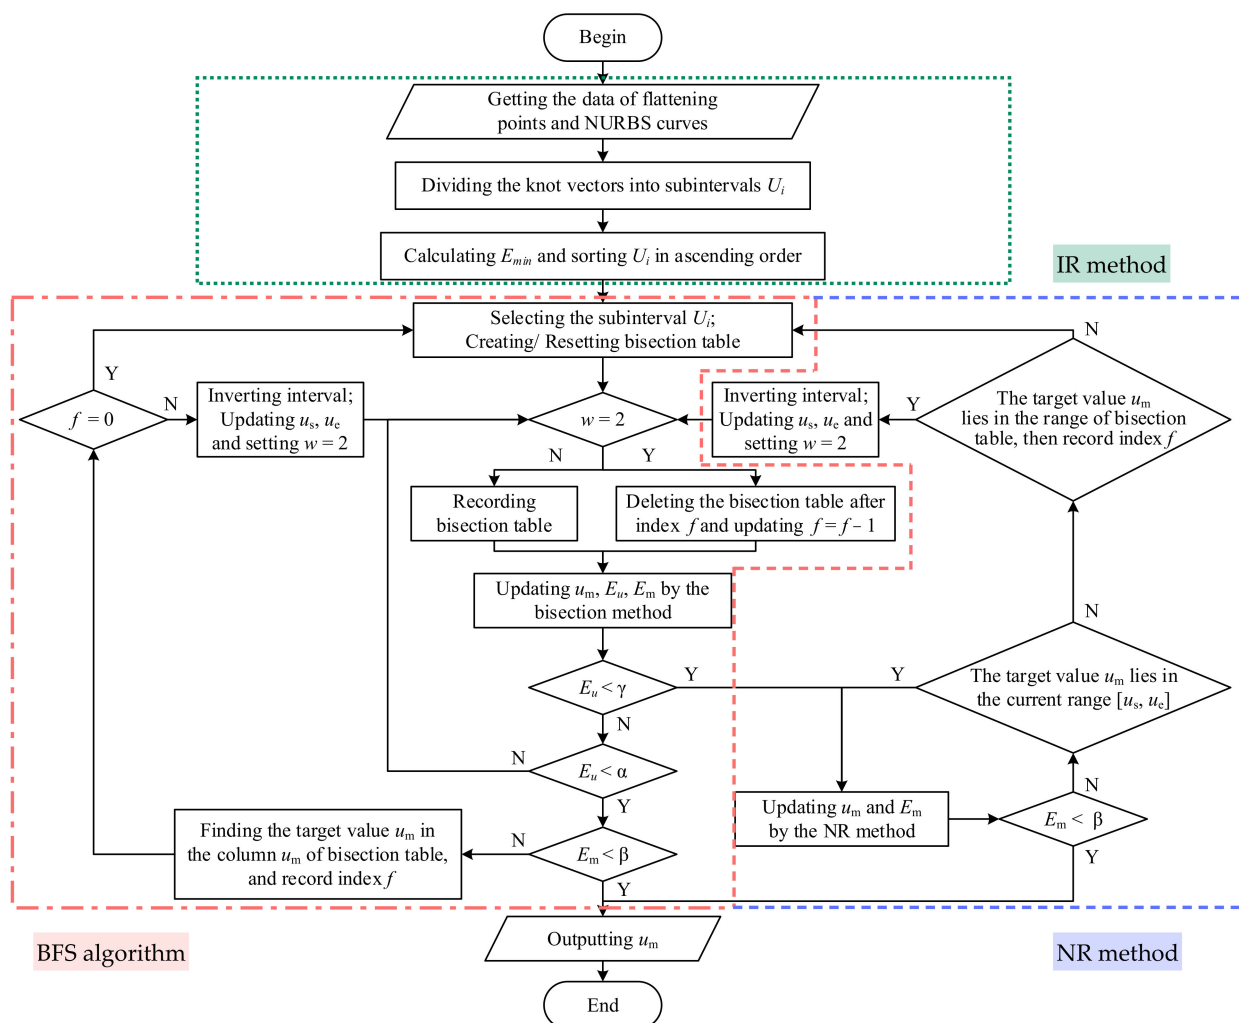 Begin
Getting the data of flattening
points and NURBS curves
Dividing the knot vectors into subintervals Uᵢ
Calculating Eₘᵢₙ and sorting Uᵢ in ascending order
IR method
Selecting the subinterval Uᵢ;
Creating/ Resetting bisection table
N
Y
f = 0
N
Inverting interval;
Updating uₛ, uₑ
and setting w = 2
w = 2
Inverting interval;
Updating uₛ, uₑ and
setting w = 2
Y
The target value uₘ
lies in the range of bisection
table, then record index f
N
Y
Recording
bisection table
Deleting the bisection table after
index f and updating f = f – 1
Updating uₘ, Eᵤ, Eₘ by the
bisection method
N
Eᵤ < γ
Y
Y
The target value uₘ lies in
the current range [uₛ, uₑ]
N
N
Eᵤ < α
Y
N
Updating uₘ and Eₘ
by the NR method
Eₘ < β
Y
Finding the target value uₘ in
the column uₘ of bisection table,
and record index f
N
Eₘ < β
Y
Outputting uₘ
BFS algorithm
NR method
End